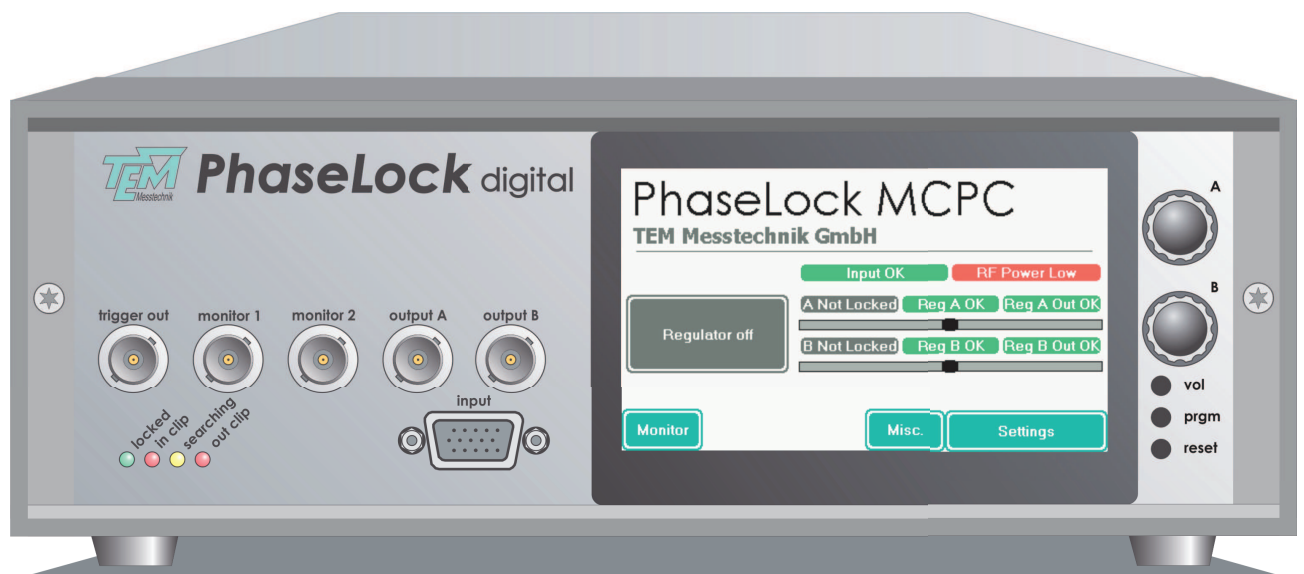 TEM
Messtechnik
PhaseLock digital
trigger out
monitor 1
monitor 2
output A
output B
locked
in clip
searching
out clip
input
PhaseLock MCPC
TEM Messtechnik GmbH
Input OK
RF Power Low
Regulator off
A Not Locked
Reg A OK
Reg A Out OK
B Not Locked
Reg B OK
Reg B Out OK
Monitor
Misc.
Settings
A
B
vol
prgm
reset